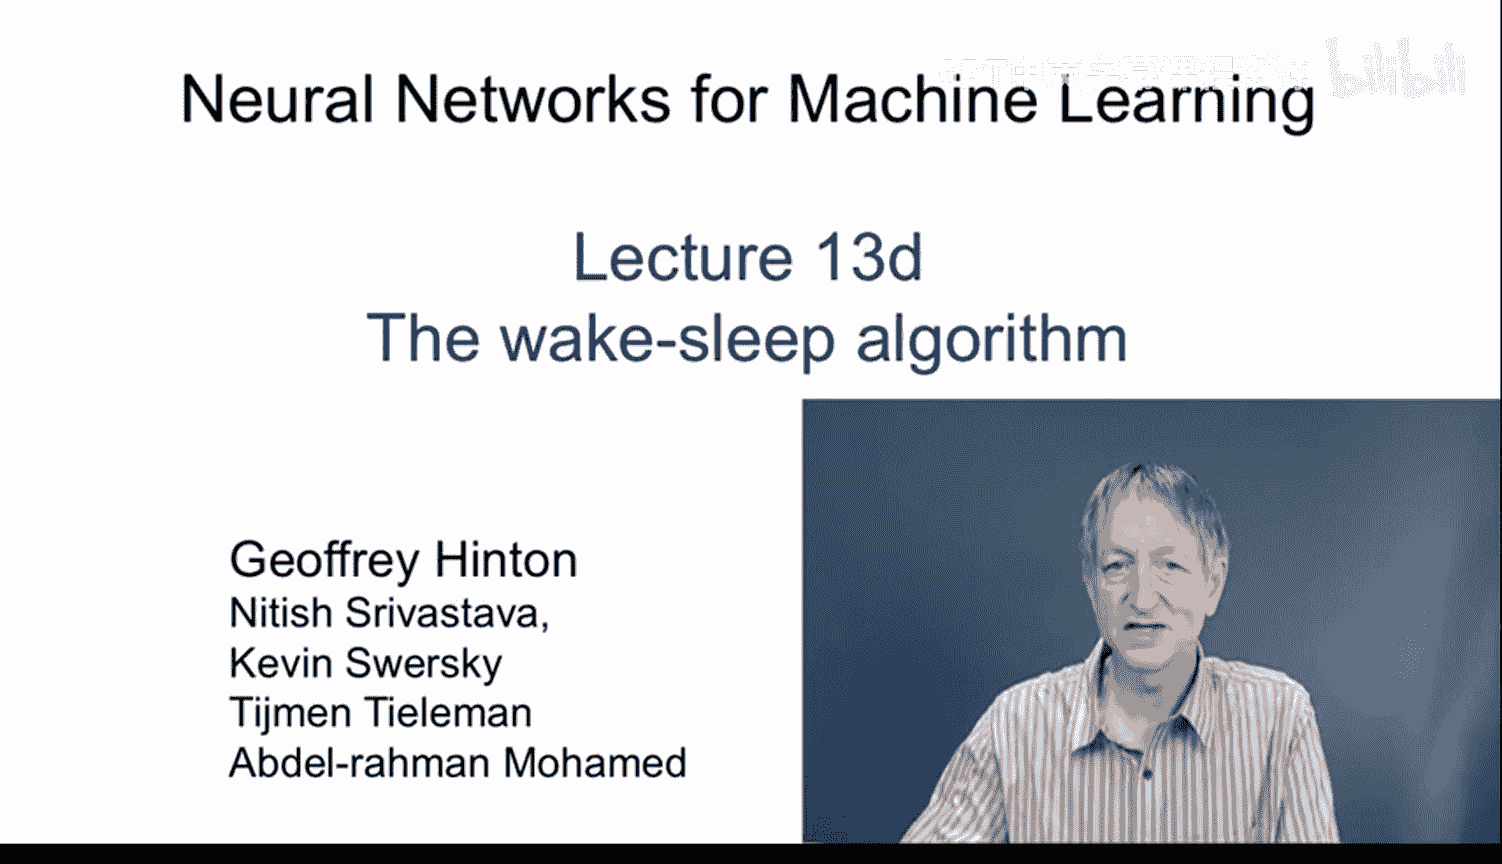 Neural Networks for Machine Learning
bilibili
Lecture 13d
The wake-sleep algorithm
Geoffrey Hinton
Nitish Srivastava,
Kevin Swersky
Tijmen Tieleman
Abdel-rahman Mohamed